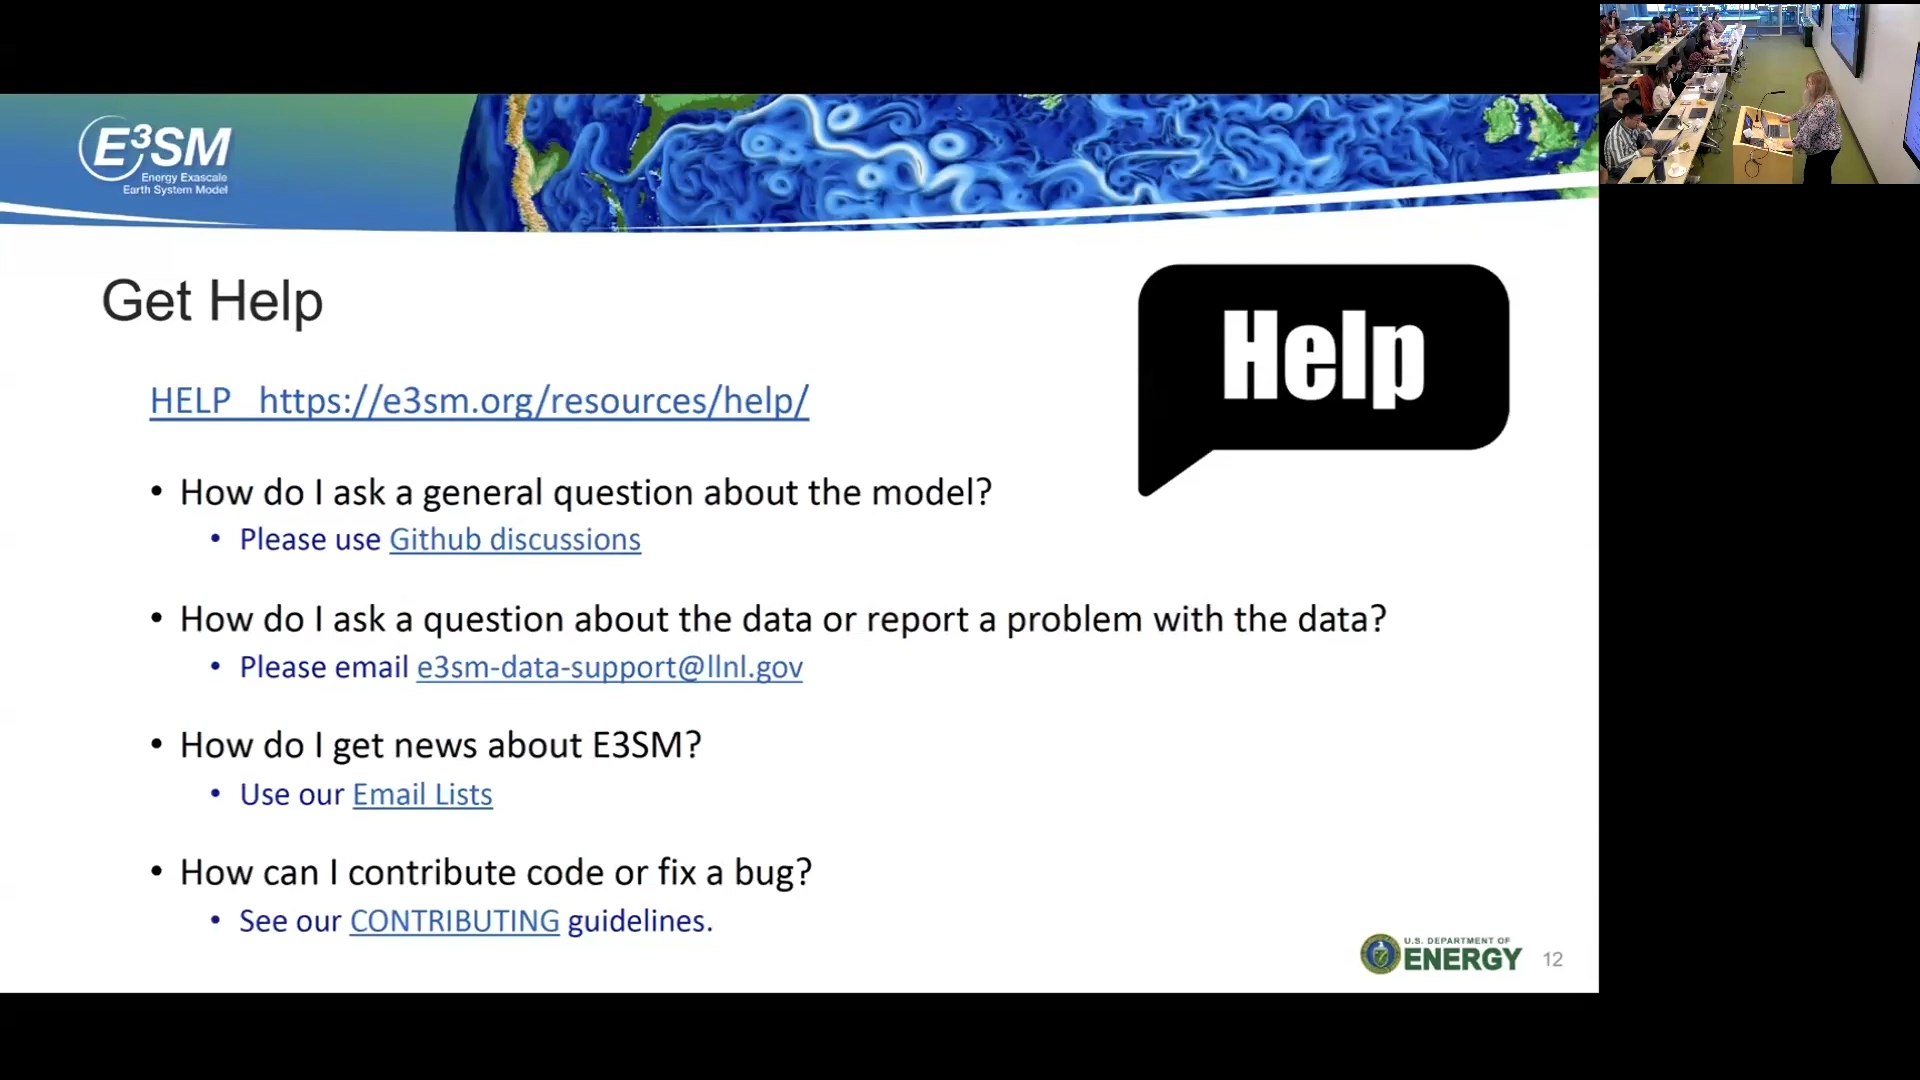 E³SM
Energy Exascale
Earth System Model
Get Help
Help
HELP https://e3sm.org/resources/help/
• How do I ask a general question about the model?
• Please use Github discussions
• How do I ask a question about the data or report a problem with the data?
• Please email e3sm-data-support@llnl.gov
• How do I get news about E3SM?
• Use our Email Lists
• How can I contribute code or fix a bug?
• See our CONTRIBUTING guidelines.
U.S. DEPARTMENT OF
ENERGY
12